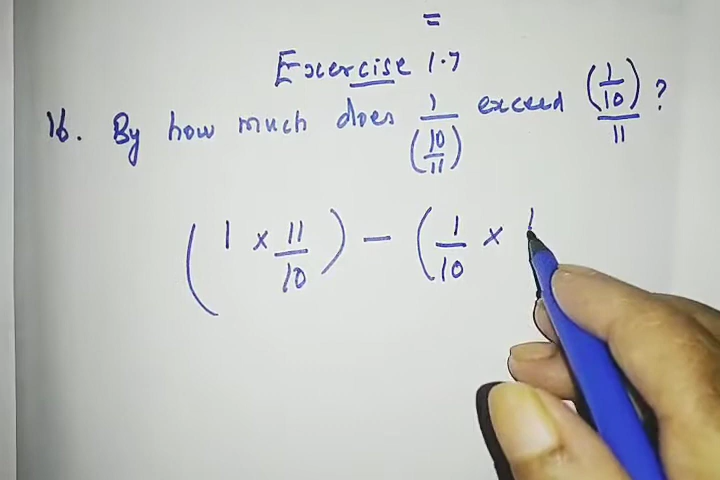 =
Exercise 1.7
16. By how much does 1/(10/11) exceed (1/10)/11 ?
(1 × 11/10) − (1/10 × 1